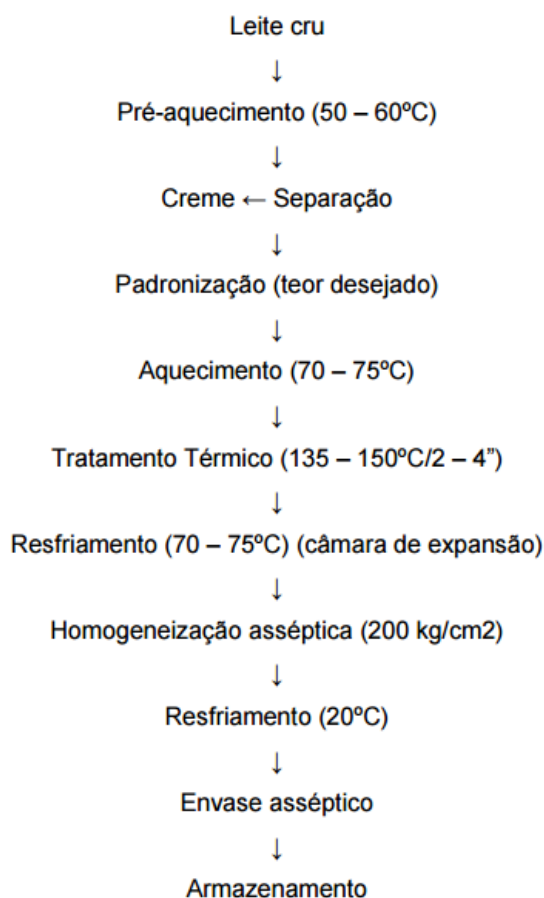 Leite cru
↓
Pré-aquecimento (50 – 60ºC)
↓
Creme ← Separação
↓
Padronização (teor desejado)
↓
Aquecimento (70 – 75ºC)
↓
Tratamento Térmico (135 – 150ºC/2 – 4”)
↓
Resfriamento (70 – 75ºC) (câmara de expansão)
↓
Homogeneização asséptica (200 kg/cm2)
↓
Resfriamento (20ºC)
↓
Envase asséptico
↓
Armazenamento